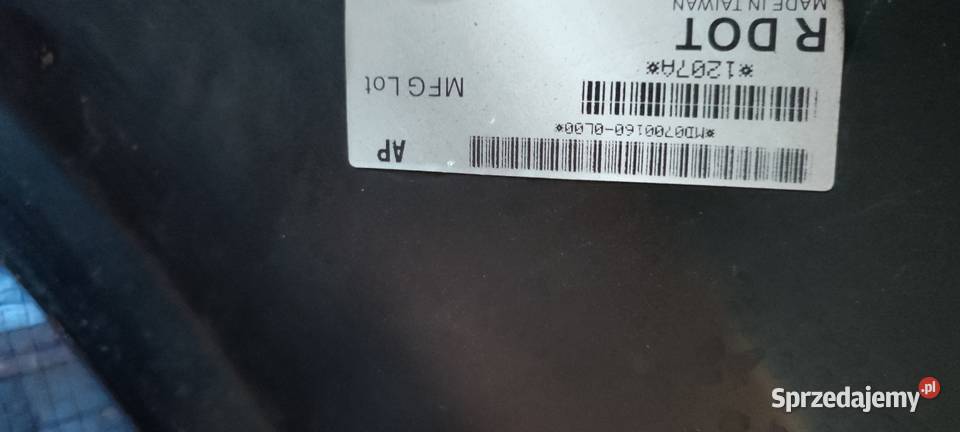 AP
*MD0700160-0L00*
MFG Lot
*1207A*
R DOT
MADE IN TAIWAN
Sprzedajemy.pl